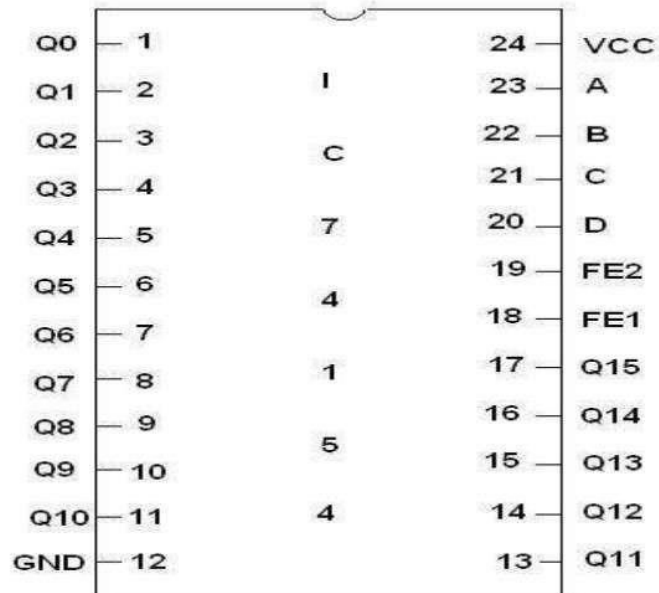 Q0 1 24 VCC
I
Q1 2 23 A
Q2 3 22 B
C
Q3 4 21 C
Q4 5 7 20 D
Q5 6 4 19 FE2
Q6 7 18 FE1
Q7 8 1 17 Q15
Q8 9 5 16 Q14
Q9 10 15 Q13
Q10 11 4 14 Q12
GND 12 13 Q11